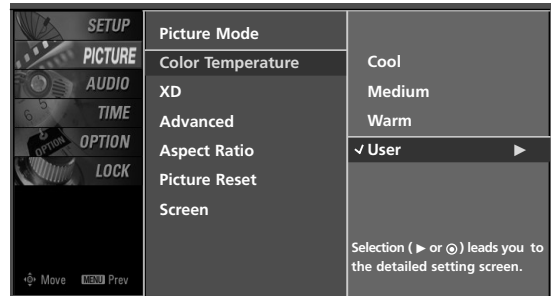 SETUP
PICTURE
AUDIO
TIME
OPTION
LOCK
Move MENU Prev
Picture Mode
Color Temperature
XD
Advanced
Aspect Ratio
Picture Reset
Screen
Cool
Medium
Warm
✓ User ▶
Selection ( ▶ or ◉ ) leads you to
the detailed setting screen.